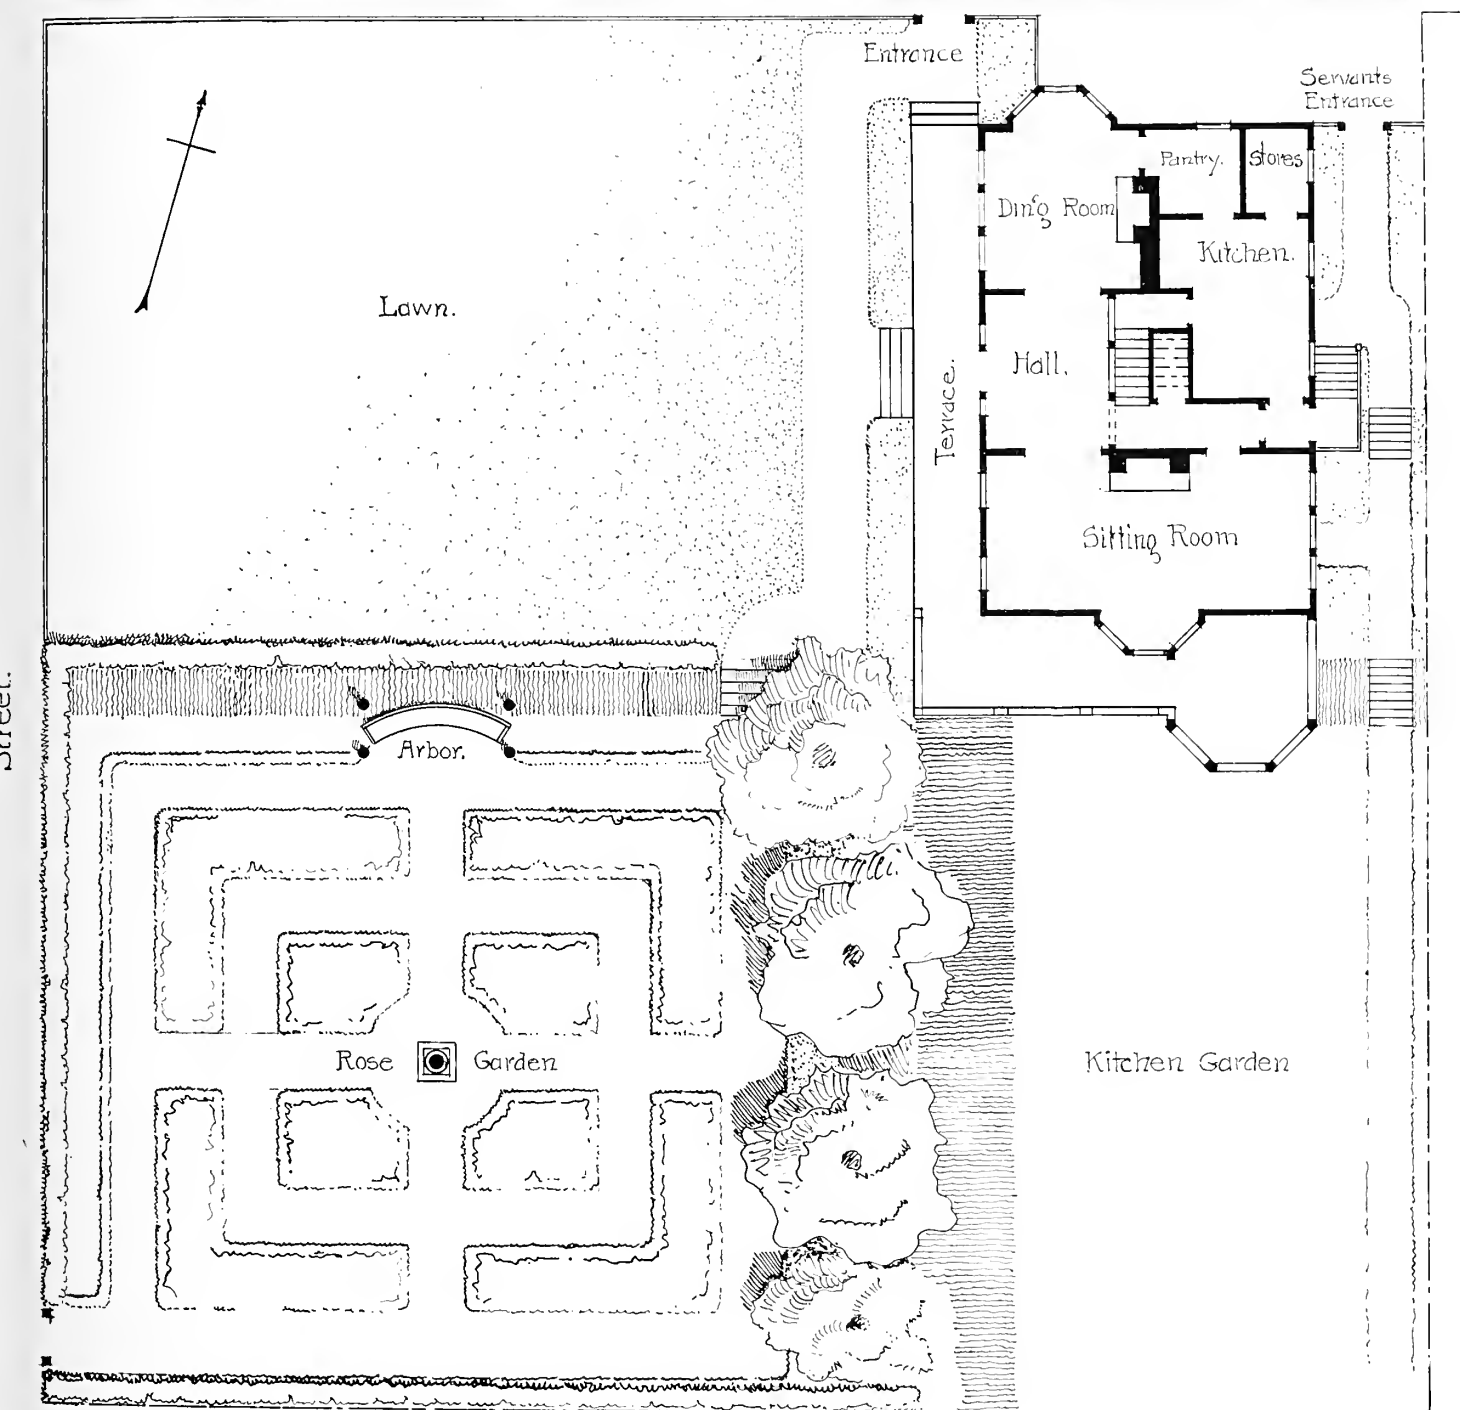 Entrance
Servants
Entrance
Pantry.
Stores
Din'g Room
Kitchen.
Lawn.
Hall.
Terrace.
Sitting Room
Street.
Arbor.
Rose Garden
Kitchen Garden